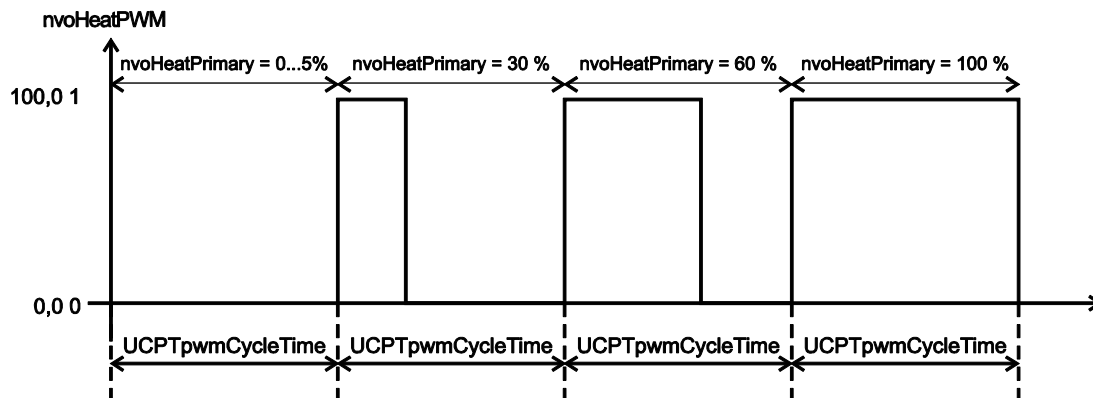 nvoHeatPWM
nvoHeatPrimary = 0...5% nvoHeatPrimary = 30 % nvoHeatPrimary = 60 % nvoHeatPrimary = 100 %
100,0 1
0,0 0
UCPTpwmCycleTime UCPTpwmCycleTime UCPTpwmCycleTime UCPTpwmCycleTime